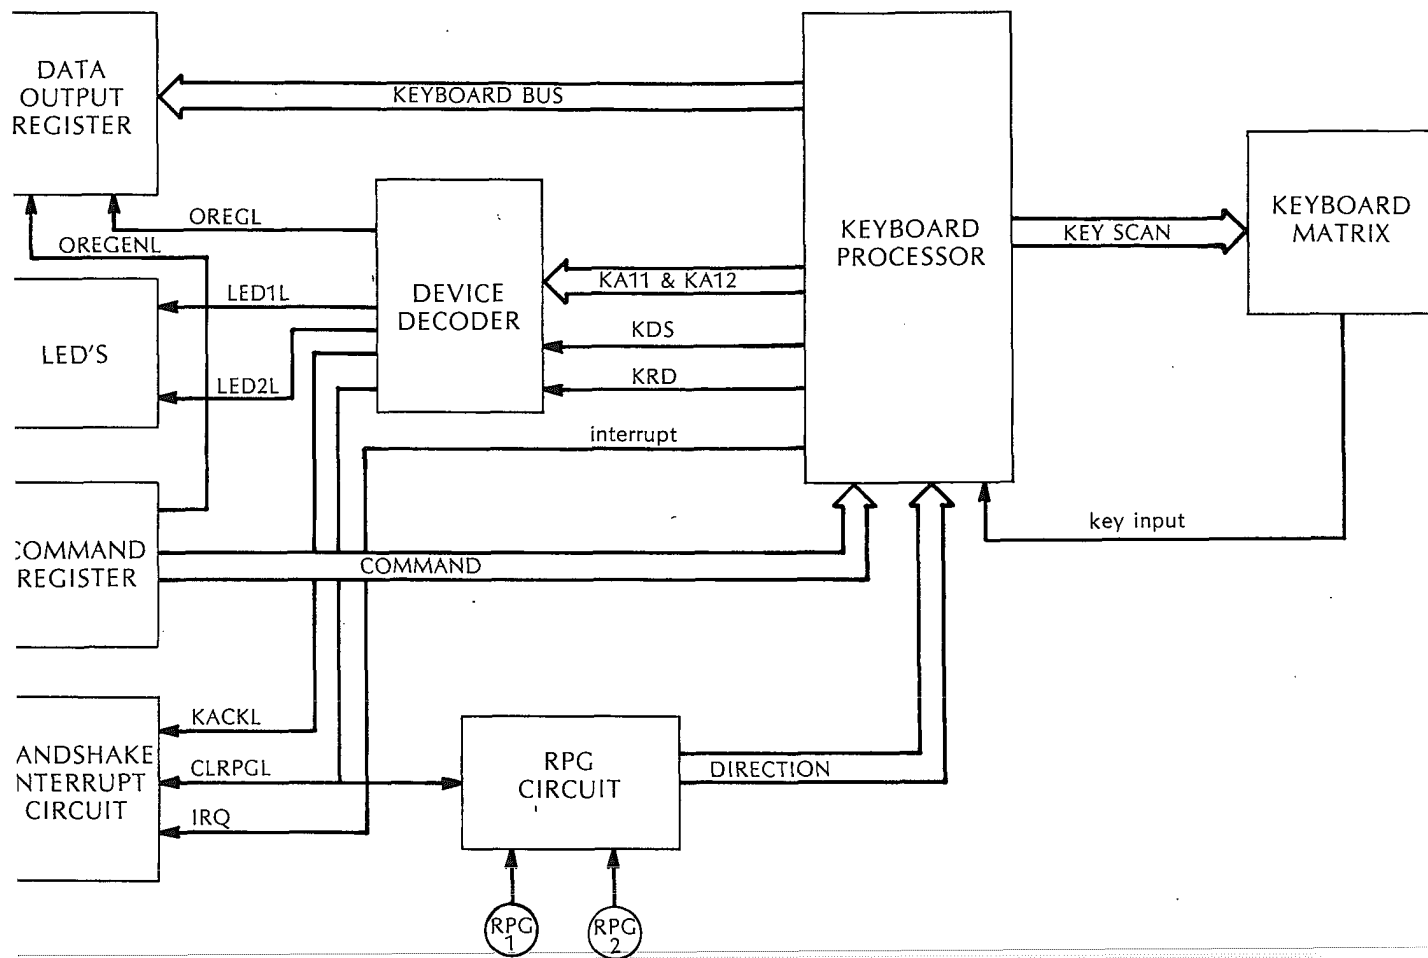 DATA
OUTPUT
REGISTER
KEYBOARD BUS
KEYBOARD
PROCESSOR
KEY SCAN
KEYBOARD
MATRIX
OREGL
OREGENL
DEVICE
DECODER
KA11 & KA12
KDS
KRD
LED1L
LED'S
LED2L
interrupt
key input
COMMAND
REGISTER
COMMAND
KACKL
ANDSHAKE
NTERRUPT
CIRCUIT
CLRPGL
IRQ
RPG
CIRCUIT
DIRECTION
RPG
1
RPG
2